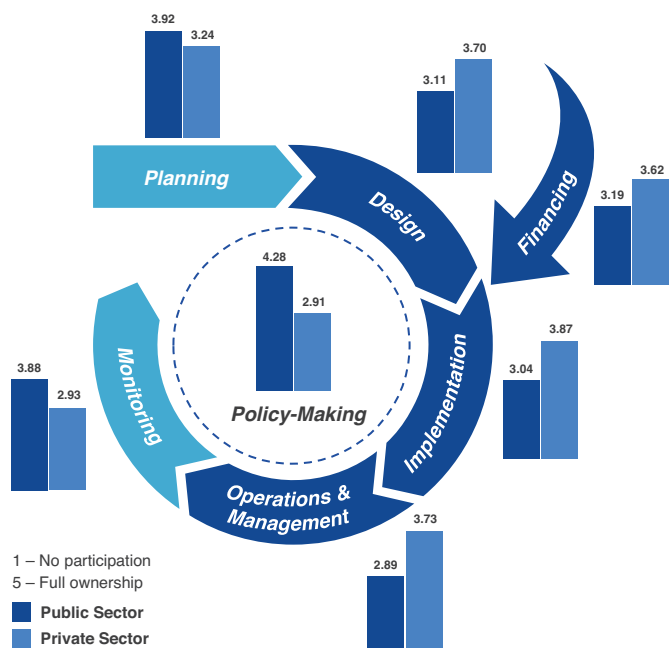 3.92
3.24
3.11
3.70
3.19
3.62
Planning
Design
Financing
4.28
2.91
Policy-Making
Implementation
3.04
3.87
Monitoring
3.88
2.93
Operations &
Management
2.89
3.73
1 – No participation
5 – Full ownership
Public Sector
Private Sector